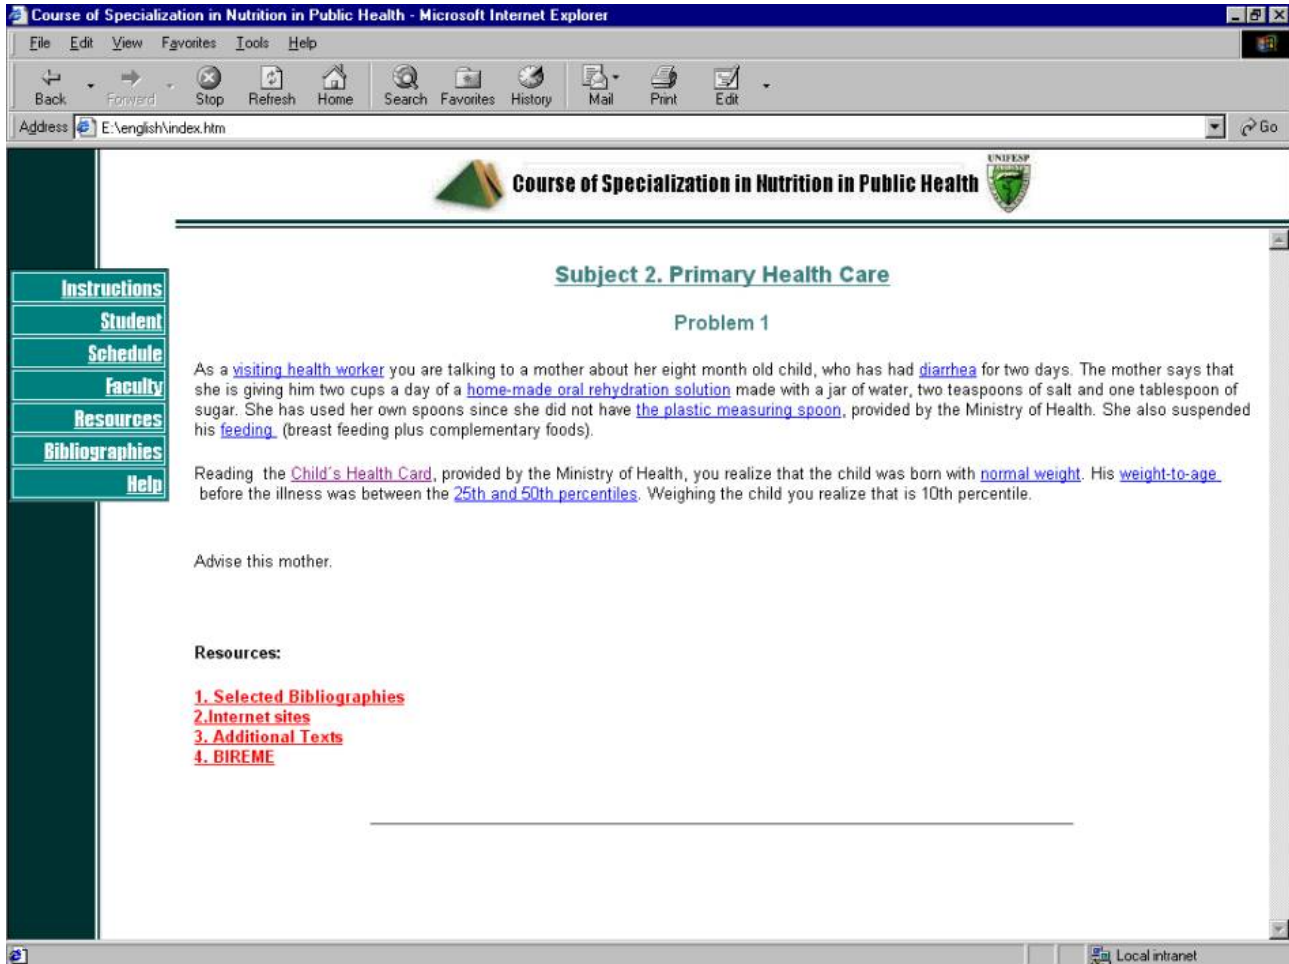 Course of Specialization in Nutrition in Public Health - Microsoft Internet Explorer
File Edit View Favorites Tools Help
Back Forward Stop Refresh Home Search Favorites History Mail Print Edit
Address E:\english\index.htm Go
Course of Specialization in Nutrition in Public Health UNIFESP
Instructions
Student
Schedule
Faculty
Resources
Bibliographies
Help
Subject 2. Primary Health Care
Problem 1
As a visiting health worker you are talking to a mother about her eight month old child, who has had diarrhea for two days. The mother says that
she is giving him two cups a day of a home-made oral rehydration solution made with a jar of water, two teaspoons of salt and one tablespoon of
sugar. She has used her own spoons since she did not have the plastic measuring spoon, provided by the Ministry of Health. She also suspended
his feeding (breast feeding plus complementary foods).
Reading the Child´s Health Card, provided by the Ministry of Health, you realize that the child was born with normal weight. His weight-to-age
before the illness was between the 25th and 50th percentiles. Weighing the child you realize that is 10th percentile.
Advise this mother.
Resources:
1. Selected Bibliographies
2.Internet sites
3. Additional Texts
4. BIREME
Local intranet